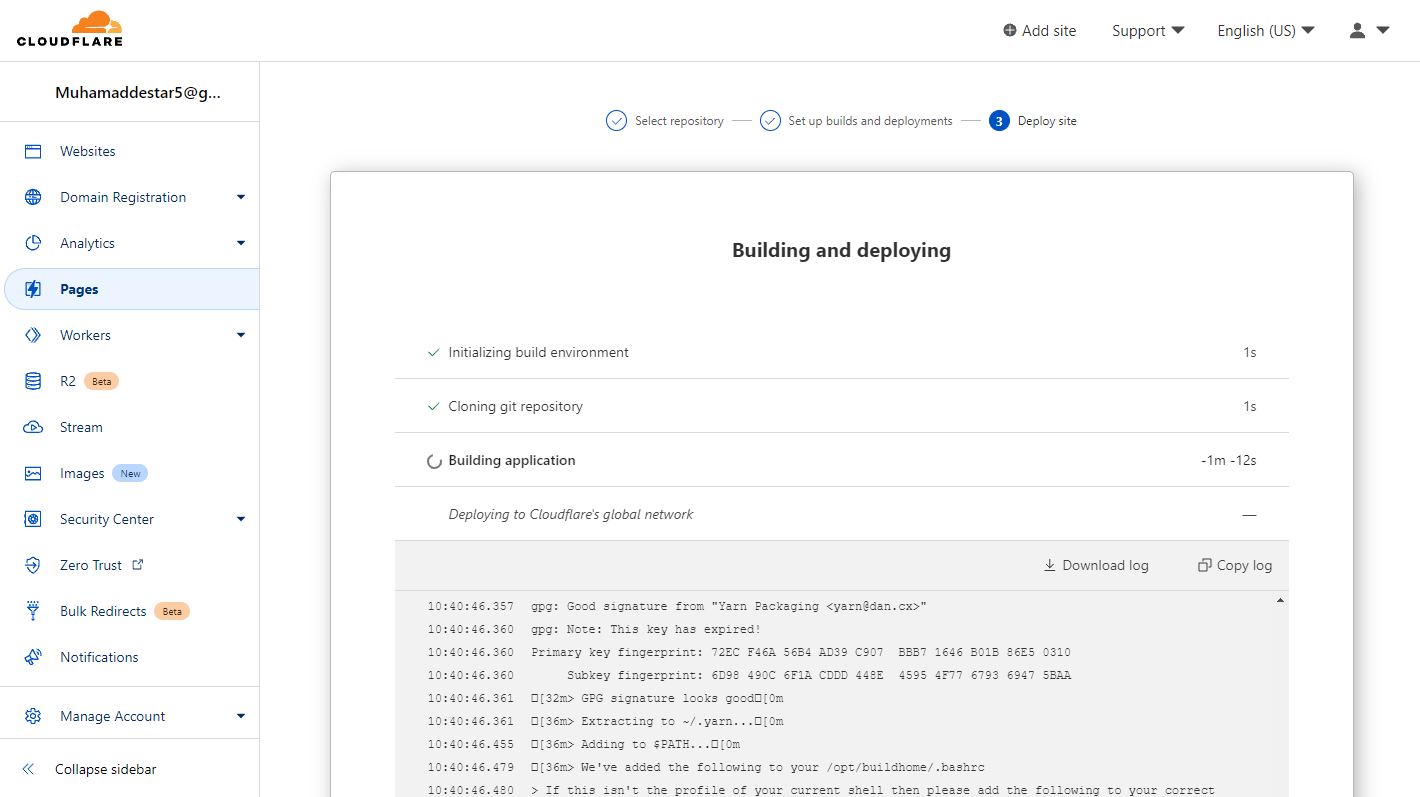 CLOUDFLARE
Add site
Support
English (US)
Muhamaddestar5@g...
Websites
Domain Registration
Analytics
Pages
Workers
R2 Beta
Stream
Images New
Security Center
Zero Trust
Bulk Redirects Beta
Notifications
Manage Account
Collapse sidebar
Select repository
Set up builds and deployments
3 Deploy site
Building and deploying
Initializing build environment 1s
Cloning git repository 1s
Building application -1m -12s
Deploying to Cloudflare's global network —
Download log
Copy log
10:40:46.357 gpg: Good signature from "Yarn Packaging <yarn@dan.cx>"
10:40:46.360 gpg: Note: This key has expired!
10:40:46.360 Primary key fingerprint: 72EC F46A 56B4 AD39 C907  BBB7 1646 B01B 86E5 0310
10:40:46.360      Subkey fingerprint: 6D98 490C 6F1A CDDD 448E  4595 4F77 6793 6947 5BAA
10:40:46.361 □[32m> GPG signature looks good□[0m
10:40:46.361 □[36m> Extracting to ~/.yarn...□[0m
10:40:46.455 □[36m> Adding to $PATH...□[0m
10:40:46.479 □[36m> We've added the following to your /opt/buildhome/.bashrc
10:40:46.480 > If this isn't the profile of your current shell then please add the following to your correct